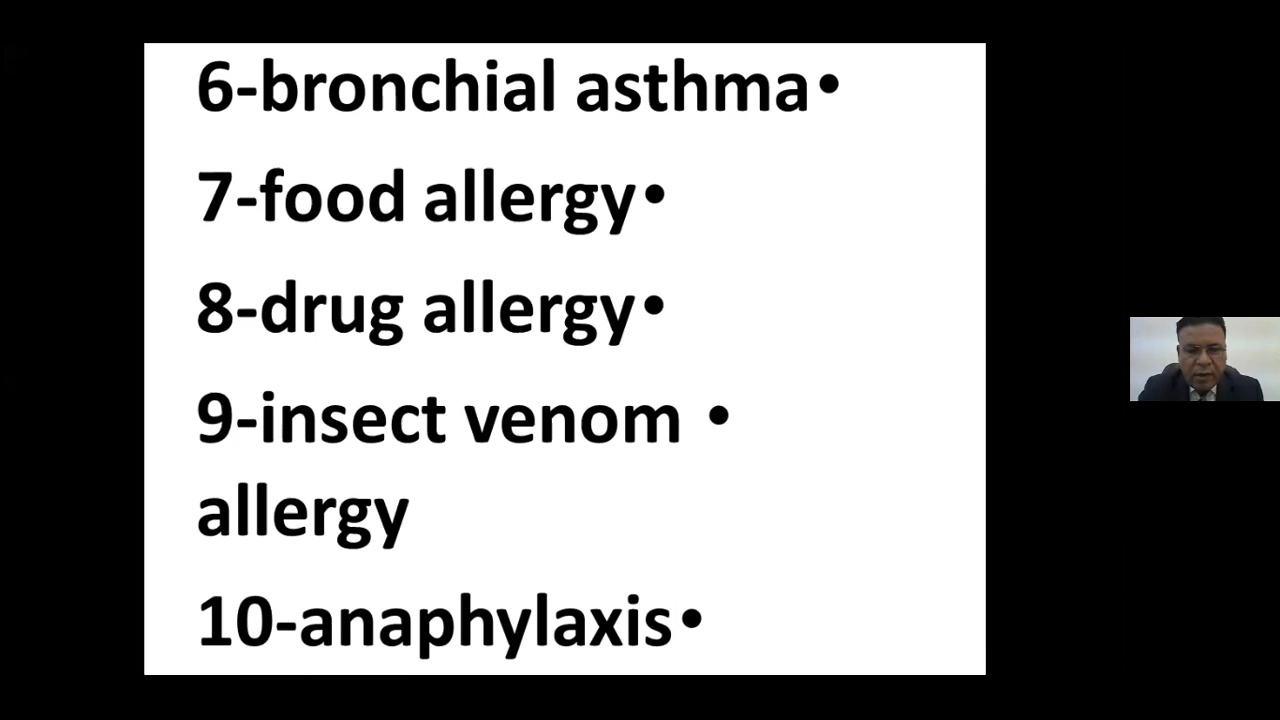 6-bronchial asthma•
7-food allergy•
8-drug allergy•
9-insect venom •
allergy
10-anaphylaxis•